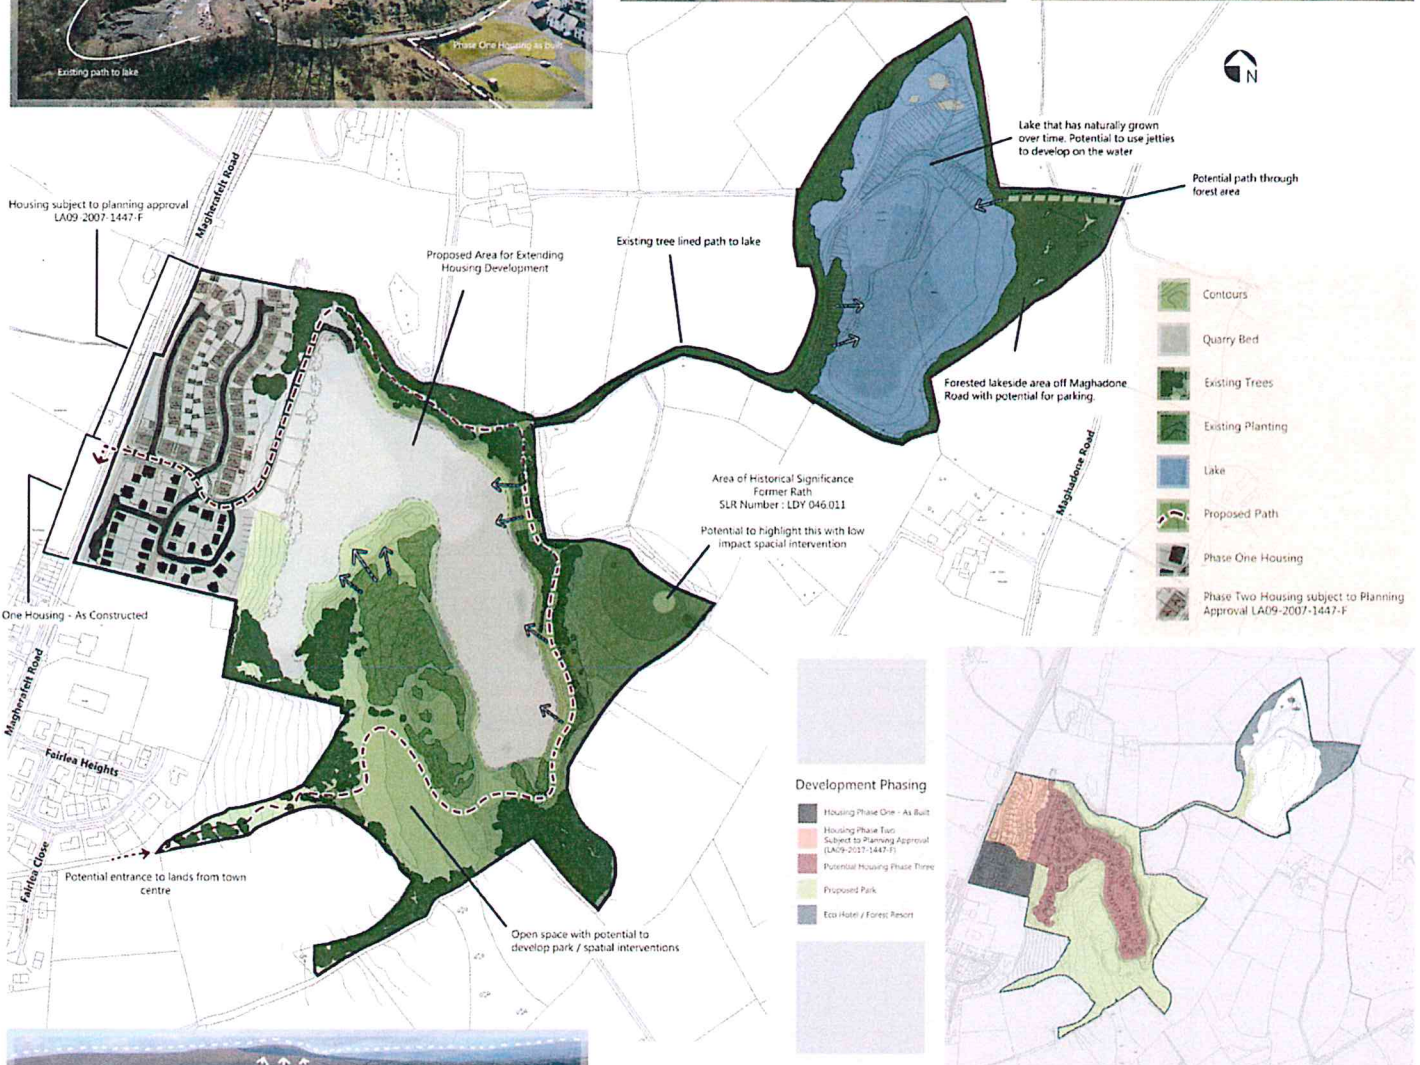 Phase One Housing as built
Existing path to lake
N
Lake that has naturally grown
over time. Potential to use jetties
to develop on the water
Potential path through
forest area
Magherafelt Road
Housing subject to planning approval
LA09-2007-1447-F
Proposed Area for Extending
Housing Development
Existing tree lined path to lake
Forested lakeside area off Maghadone
Road with potential for parking.
Maghadone Road
Area of Historical Significance
Former Rath
SLR Number : LDY 046.011
Potential to highlight this with low
impact spacial intervention
One Housing - As Constructed
Magherafelt Road
Fairlea Heights
Fairlea Close
Potential entrance to lands from town
centre
Open space with potential to
develop park / spatial interventions
Contours
Quarry Bed
Existing Trees
Existing Planting
Lake
Proposed Path
Phase One Housing
Phase Two Housing subject to Planning
Approval LA09-2007-1447-F
Development Phasing
Housing Phase One - As Built
Housing Phase Two
Subject to Planning Approval
(LA09-2017-1447-F)
Potential Housing Phase Three
Proposed Park
Eco Hotel / Forest Resort